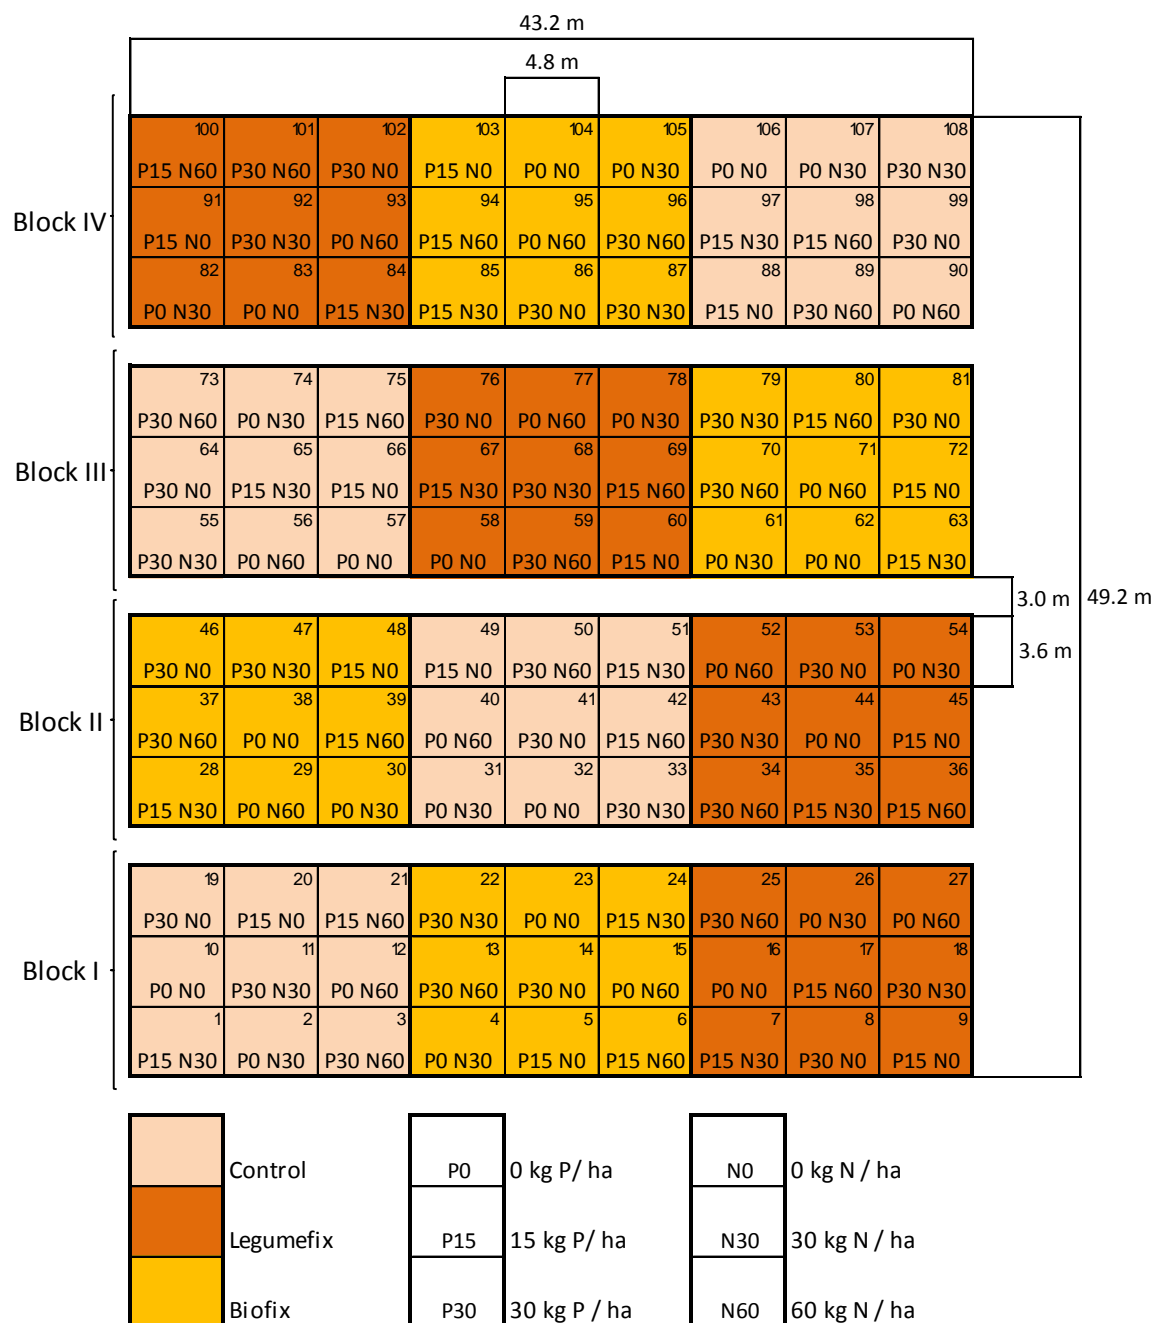 43.2 m
4.8 m
100 101 102 103 104 105 106 107 108
P15 N60 P30 N60 P30 N0 P15 N0 P0 N0 P0 N30 P0 N0 P0 N30 P30 N30
91 92 93 94 95 96 97 98 99
Block IV
P15 N0 P30 N30 P0 N60 P15 N60 P0 N60 P30 N60 P15 N30 P15 N60 P30 N0
82 83 84 85 86 87 88 89 90
P0 N30 P0 N0 P15 N30 P15 N30 P30 N0 P30 N30 P15 N0 P30 N60 P0 N60
73 74 75 76 77 78 79 80 81
P30 N60 P0 N30 P15 N60 P30 N0 P0 N60 P0 N30 P30 N30 P15 N60 P30 N0
64 65 66 67 68 69 70 71 72
Block III
P30 N0 P15 N30 P15 N0 P15 N30 P30 N30 P15 N60 P30 N60 P0 N60 P15 N0
55 56 57 58 59 60 61 62 63
P30 N30 P0 N60 P0 N0 P0 N0 P30 N60 P15 N0 P0 N30 P0 N0 P15 N30
3.0 m 49.2 m
46 47 48 49 50 51 52 53 54
3.6 m
P30 N0 P30 N30 P15 N0 P15 N0 P30 N60 P15 N30 P0 N60 P30 N0 P0 N30
37 38 39 40 41 42 43 44 45
Block II
P30 N60 P0 N0 P15 N60 P0 N60 P30 N0 P15 N60 P30 N30 P0 N0 P15 N0
28 29 30 31 32 33 34 35 36
P15 N30 P0 N60 P0 N30 P0 N30 P0 N0 P30 N30 P30 N60 P15 N30 P15 N60
19 20 21 22 23 24 25 26 27
P30 N0 P15 N0 P15 N60 P30 N30 P0 N0 P15 N30 P30 N60 P0 N30 P0 N60
10 11 12 13 14 15 16 17 18
Block I
P0 N0 P30 N30 P0 N60 P30 N60 P30 N0 P0 N60 P0 N0 P15 N60 P30 N30
1 2 3 4 5 6 7 8 9
P15 N30 P0 N30 P30 N60 P0 N30 P15 N0 P15 N60 P15 N30 P30 N0 P15 N0
Control P0 0 kg P/ ha N0 0 kg N / ha
Legumefix P15 15 kg P/ ha N30 30 kg N / ha
Biofix P30 30 kg P / ha N60 60 kg N / ha